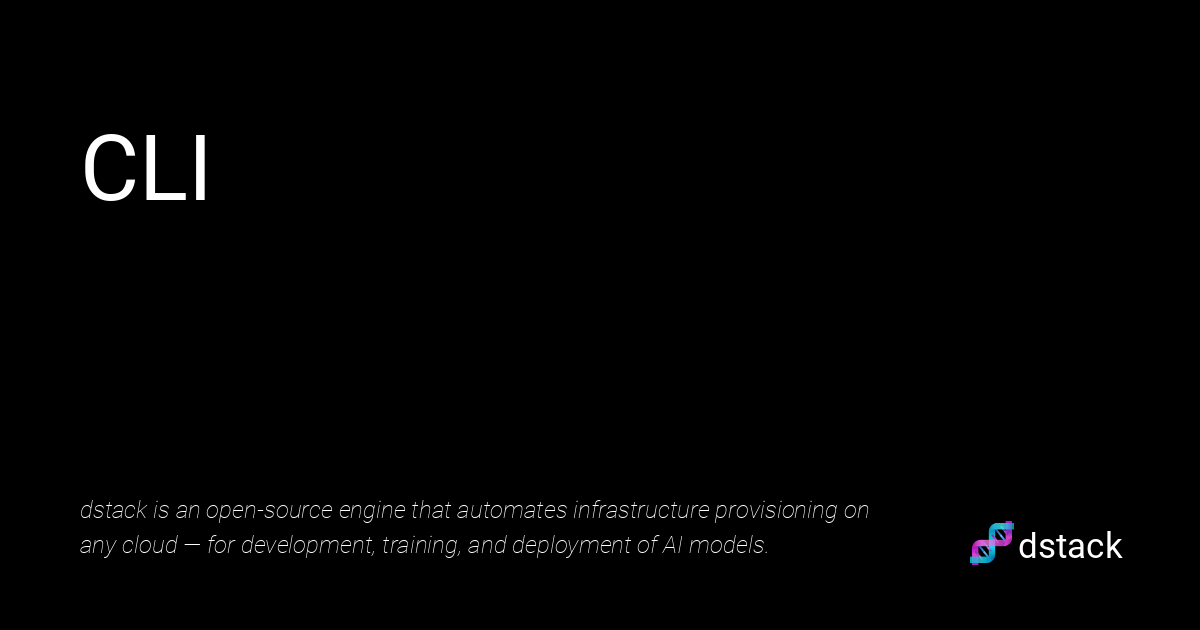 CLI
dstack is an open-source engine that automates infrastructure provisioning on
any cloud — for development, training, and deployment of AI models.
dstack